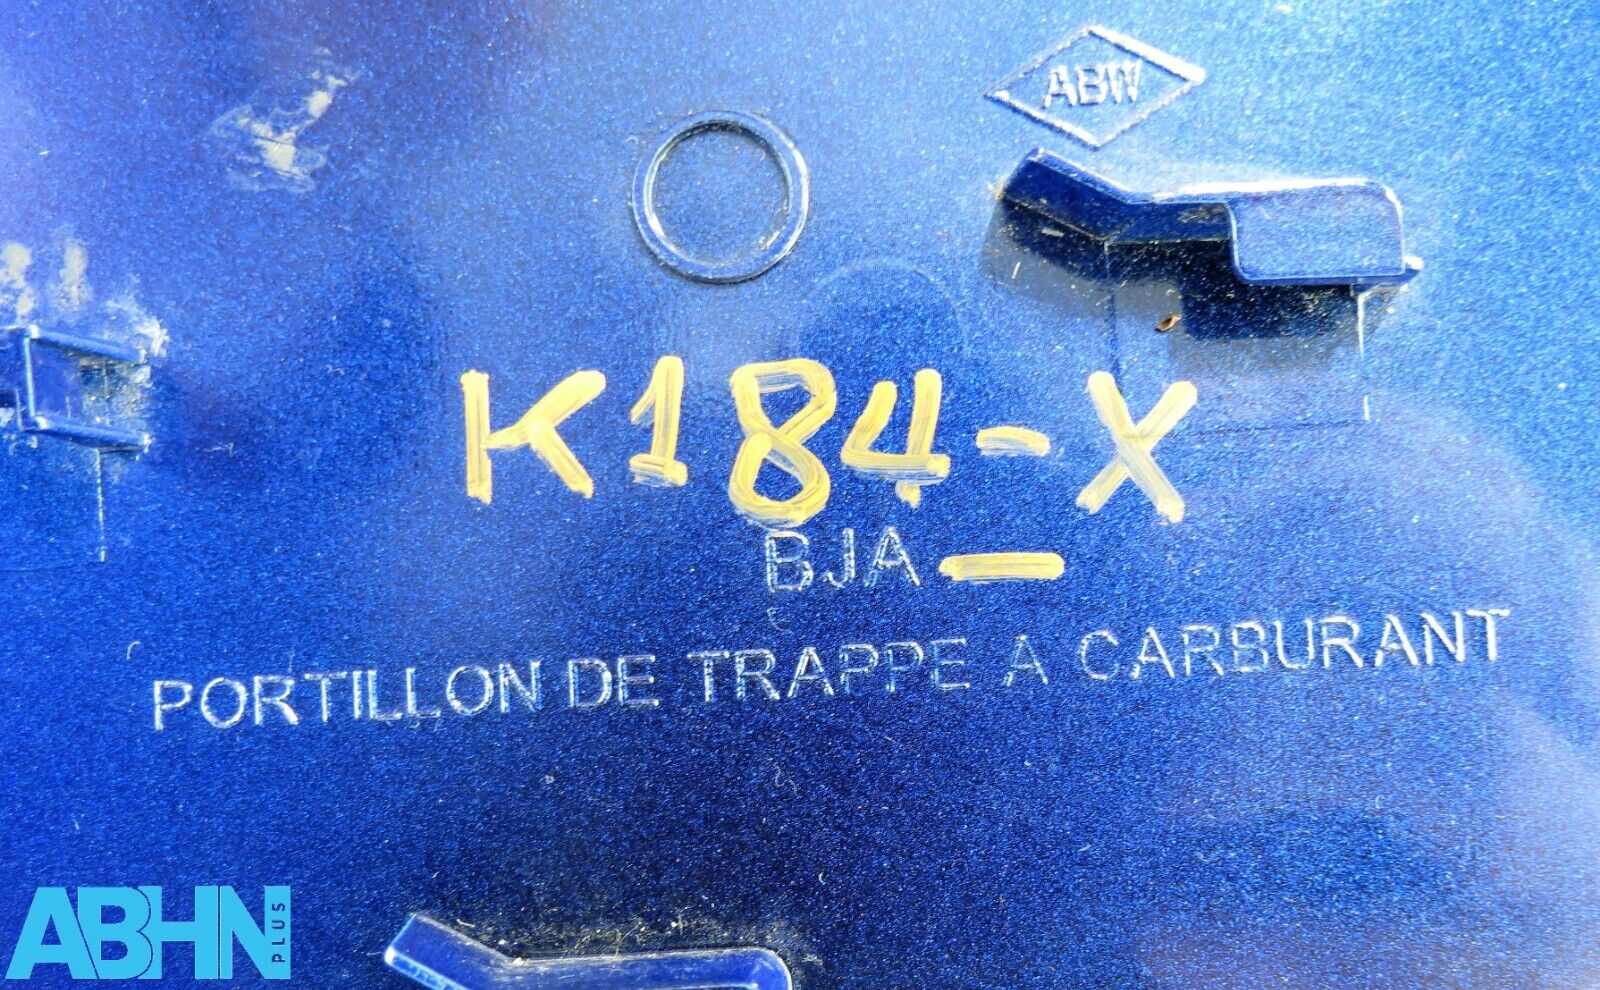 ABW
K184-X
BJA-
PORTILLON DE TRAPPE A CARBURANT
ABHN PLUS